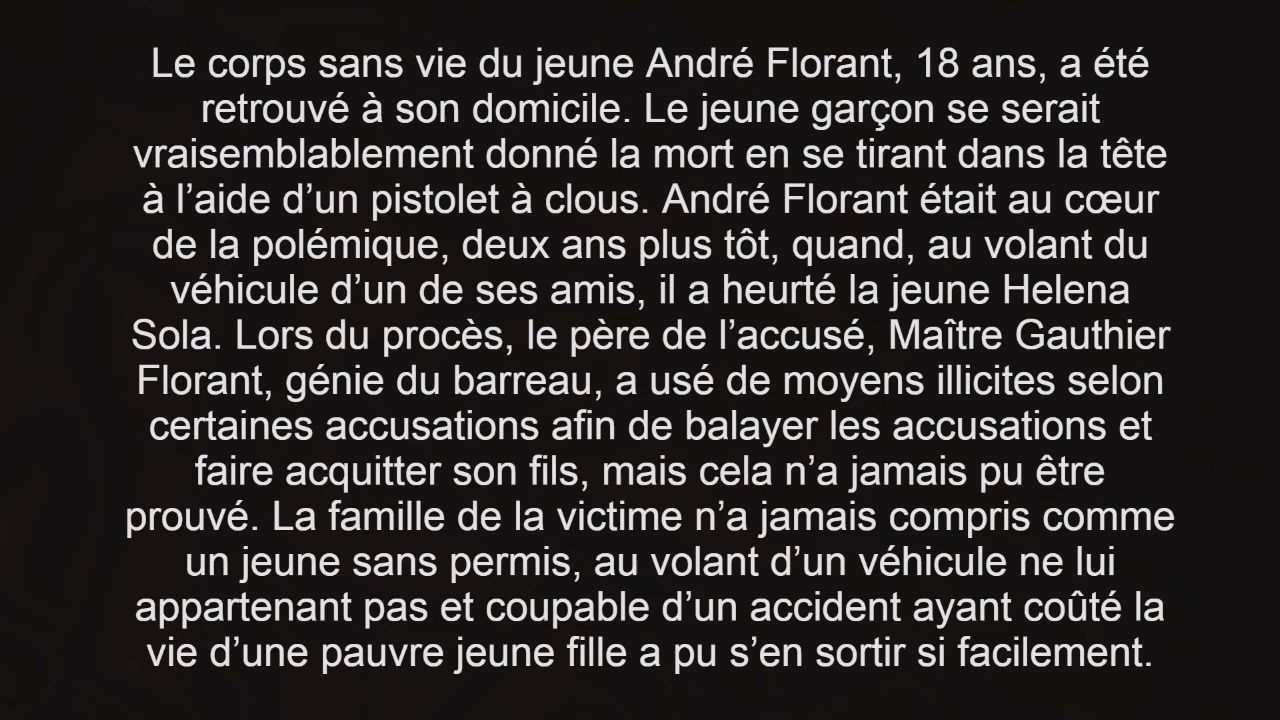 Le corps sans vie du jeune André Florant, 18 ans, a été
retrouvé à son domicile. Le jeune garçon se serait
vraisemblablement donné la mort en se tirant dans la tête
à l’aide d’un pistolet à clous. André Florant était au cœur
de la polémique, deux ans plus tôt, quand, au volant du
véhicule d’un de ses amis, il a heurté la jeune Helena
Sola. Lors du procès, le père de l’accusé, Maître Gauthier
Florant, génie du barreau, a usé de moyens illicites selon
certaines accusations afin de balayer les accusations et
faire acquitter son fils, mais cela n’a jamais pu être
prouvé. La famille de la victime n’a jamais compris comme
un jeune sans permis, au volant d’un véhicule ne lui
appartenant pas et coupable d’un accident ayant coûté la
vie d’une pauvre jeune fille a pu s’en sortir si facilement.